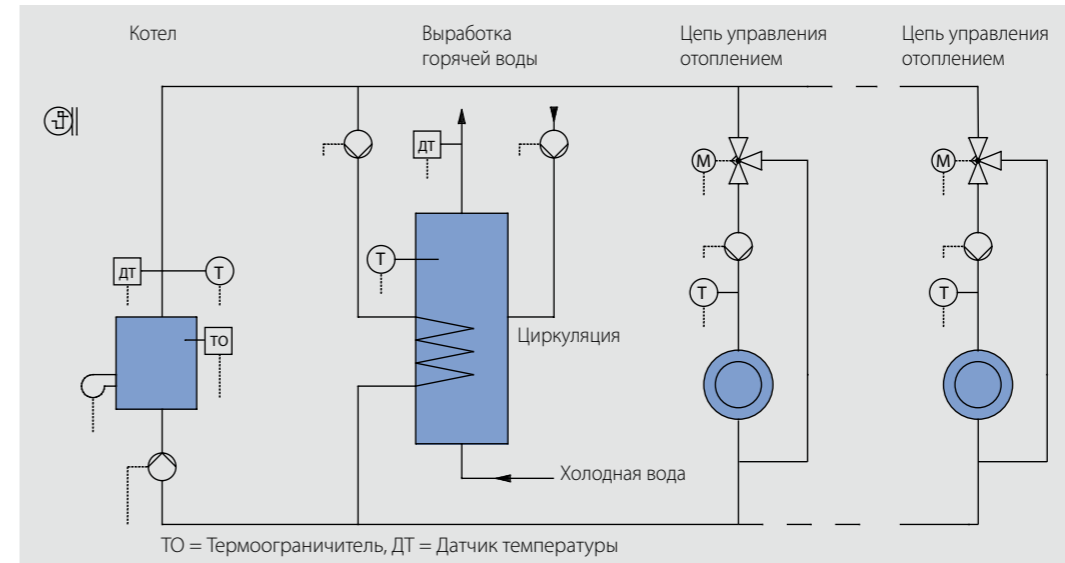 Котел
Выработка
горячей воды
Цепь управления
отоплением
Цепь управления
отоплением
ДТ
М
М
Т
ДТ
Т
Т
Т
ТО
Циркуляция
Холодная вода
ТО = Термоограничитель, ДТ = Датчик температуры